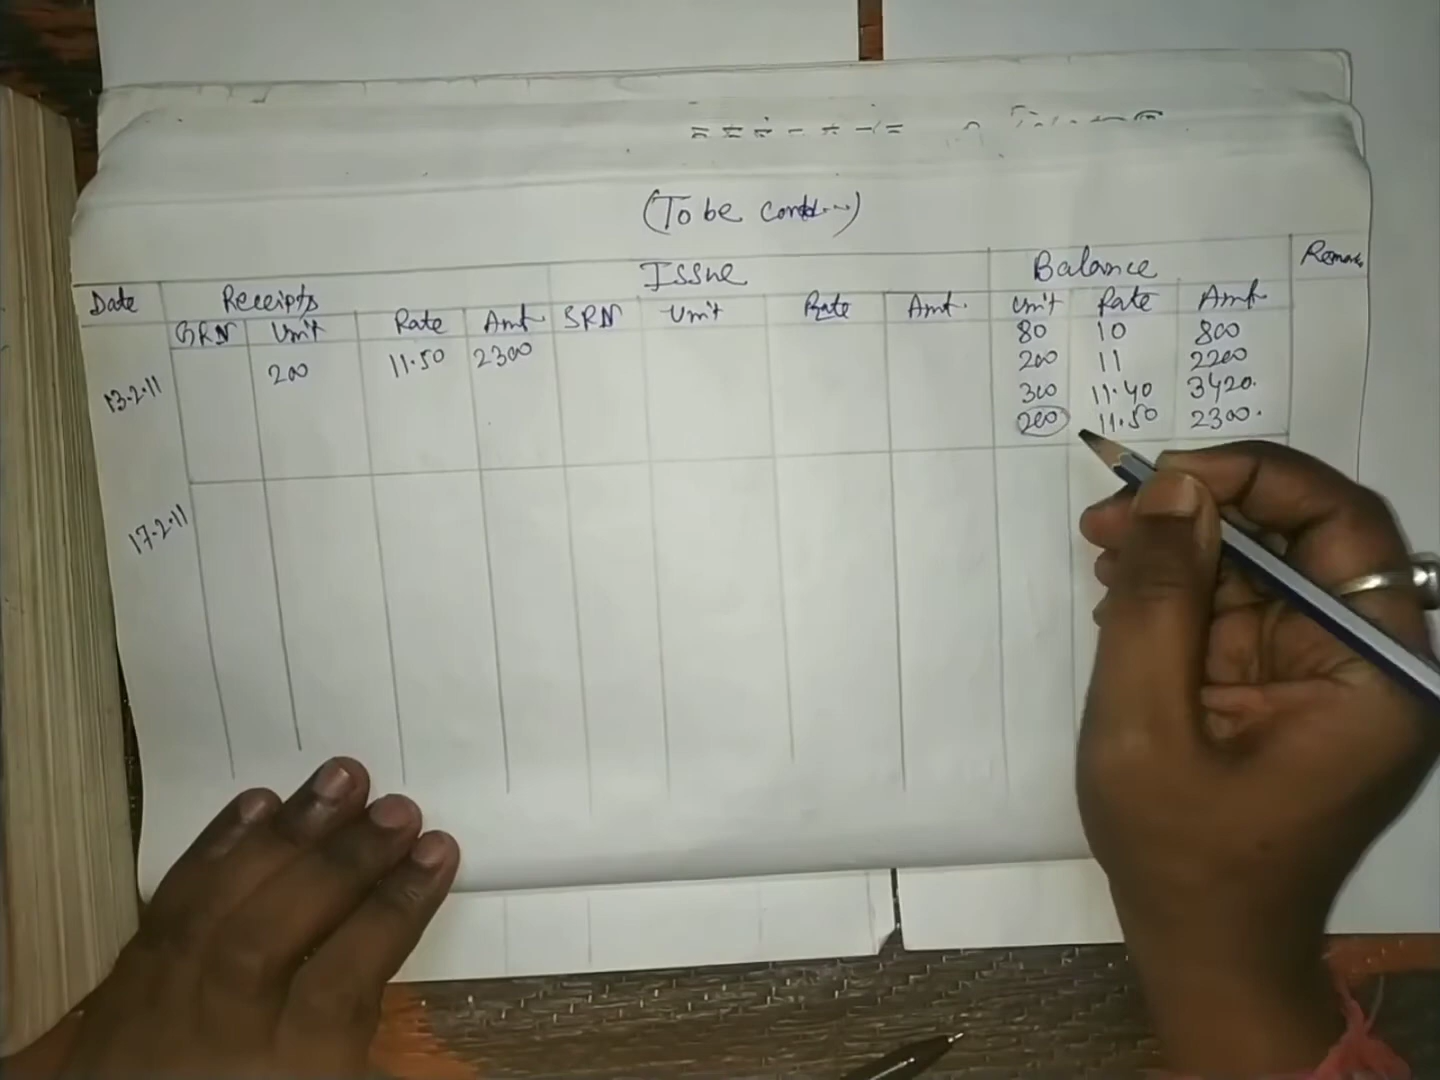 (To be contd...)
Date Receipts Issue Balance Remark
GRN Unit Rate Amt. SRN Unit Rate Amt. Unit Rate Amt
13-2-11 200 11.50 2300 80 10 800
200 11 2200
300 11.40 3420.
200 11.50 2300.
17-2-11